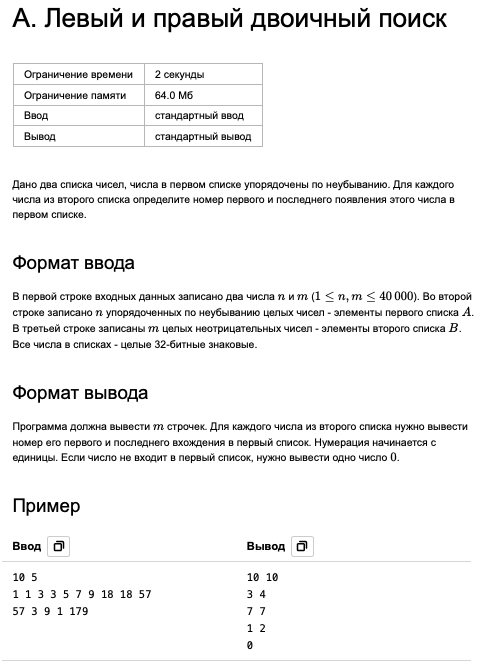 А. Левый и правый двоичный поиск
Ограничение времени 2 секунды
Ограничение памяти 64.0 Мб
Ввод стандартный ввод
Вывод стандартный вывод
Дано два списка чисел, числа в первом списке упорядочены по неубыванию. Для каждого
числа из второго списка определите номер первого и последнего появления этого числа в
первом списке.
Формат ввода
В первой строке входных данных записано два числа n и m (1 ≤ n, m ≤ 40 000). Во второй
строке записано n упорядоченных по неубыванию целых чисел - элементы первого списка A.
В третьей строке записаны m целых неотрицательных чисел - элементы второго списка B.
Все числа в списках - целые 32-битные знаковые.
Формат вывода
Программа должна вывести m строчек. Для каждого числа из второго списка нужно вывести
номер его первого и последнего вхождения в первый список. Нумерация начинается с
единицы. Если число не входит в первый список, нужно вывести одно число 0.
Пример
Ввод Вывод
10 5 10 10
1 1 3 3 5 7 9 18 18 57 3 4
57 3 9 1 179 7 7
1 2
0